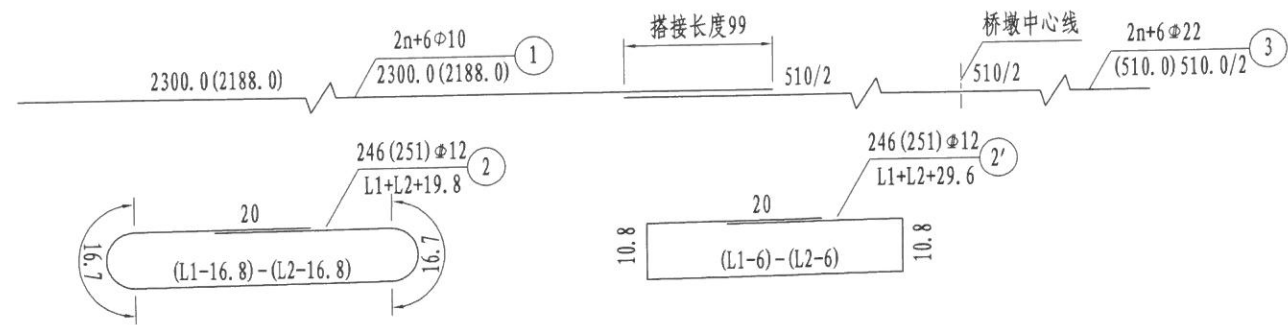 2n+6Φ10
2300.0(2188.0)
①
2300.0(2188.0)
搭接长度99
510/2
桥墩中心线
510/2
2n+6Φ22
(510.0)510.0/2
③
246(251)Φ12
L1+L2+19.8
②
20
16.7
(L1-16.8)-(L2-16.8)
16.7
246(251)Φ12
L1+L2+29.6
2'
20
10.8
(L1-6)-(L2-6)
10.8